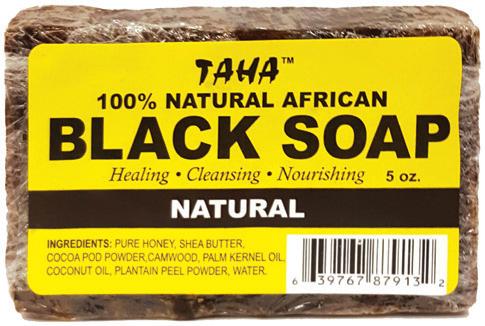 TAHA™
100% NATURAL AFRICAN
BLACK SOAP
Healing • Cleansing • Nourishing 5 oz.
NATURAL
INGREDIENTS: PURE HONEY, SHEA BUTTER,
COCOA POD POWDER,CAMWOOD, PALM KERNEL OIL,
COCONUT OIL, PLANTAIN PEEL POWDER, WATER.
6 39767 87913 2